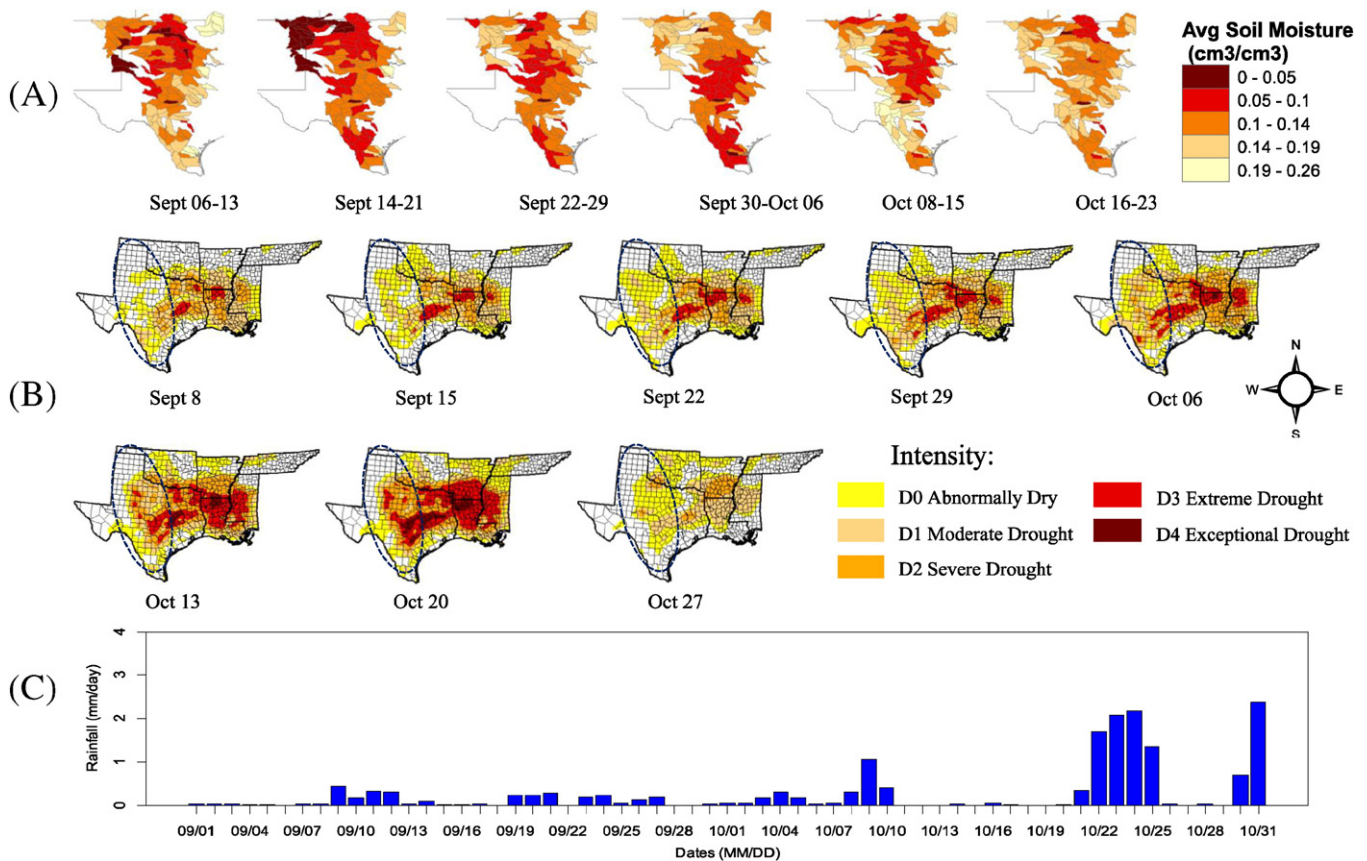 (A)
Avg Soil Moisture
(cm3/cm3)
0 - 0.05
0.05 - 0.1
0.1 - 0.14
0.14 - 0.19
0.19 - 0.26
Sept 06-13 Sept 14-21 Sept 22-29 Sept 30-Oct 06 Oct 08-15 Oct 16-23
(B)
Sept 8 Sept 15 Sept 22 Sept 29 Oct 06
N
W E
S
Intensity:
D0 Abnormally Dry
D1 Moderate Drought
D2 Severe Drought
D3 Extreme Drought
D4 Exceptional Drought
Oct 13 Oct 20 Oct 27
(C)
Rainfall (mm/day)
4
3
2
1
0
09/01 09/04 09/07 09/10 09/13 09/16 09/19 09/22 09/25 09/28 10/01 10/04 10/07 10/10 10/13 10/16 10/19 10/22 10/25 10/28 10/31
Dates (MM/DD)